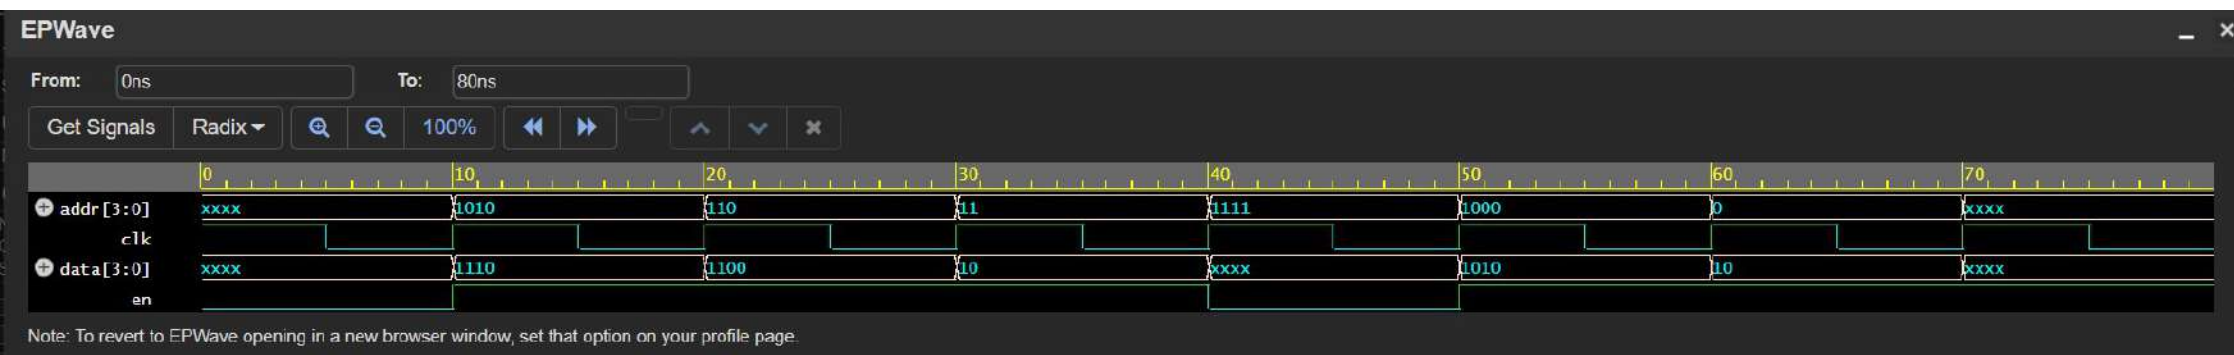 EPWave
From: 0ns To: 80ns
Get Signals Radix 100%
0 10 20 30 40 50 60 70
addr[3:0] xxxx 1010 110 11 1111 1000 0 xxxx
clk
data[3:0] xxxx 1110 1100 10 xxxx 1010 10 xxxx
en
Note: To revert to EPWave opening in a new browser window, set that option on your profile page.